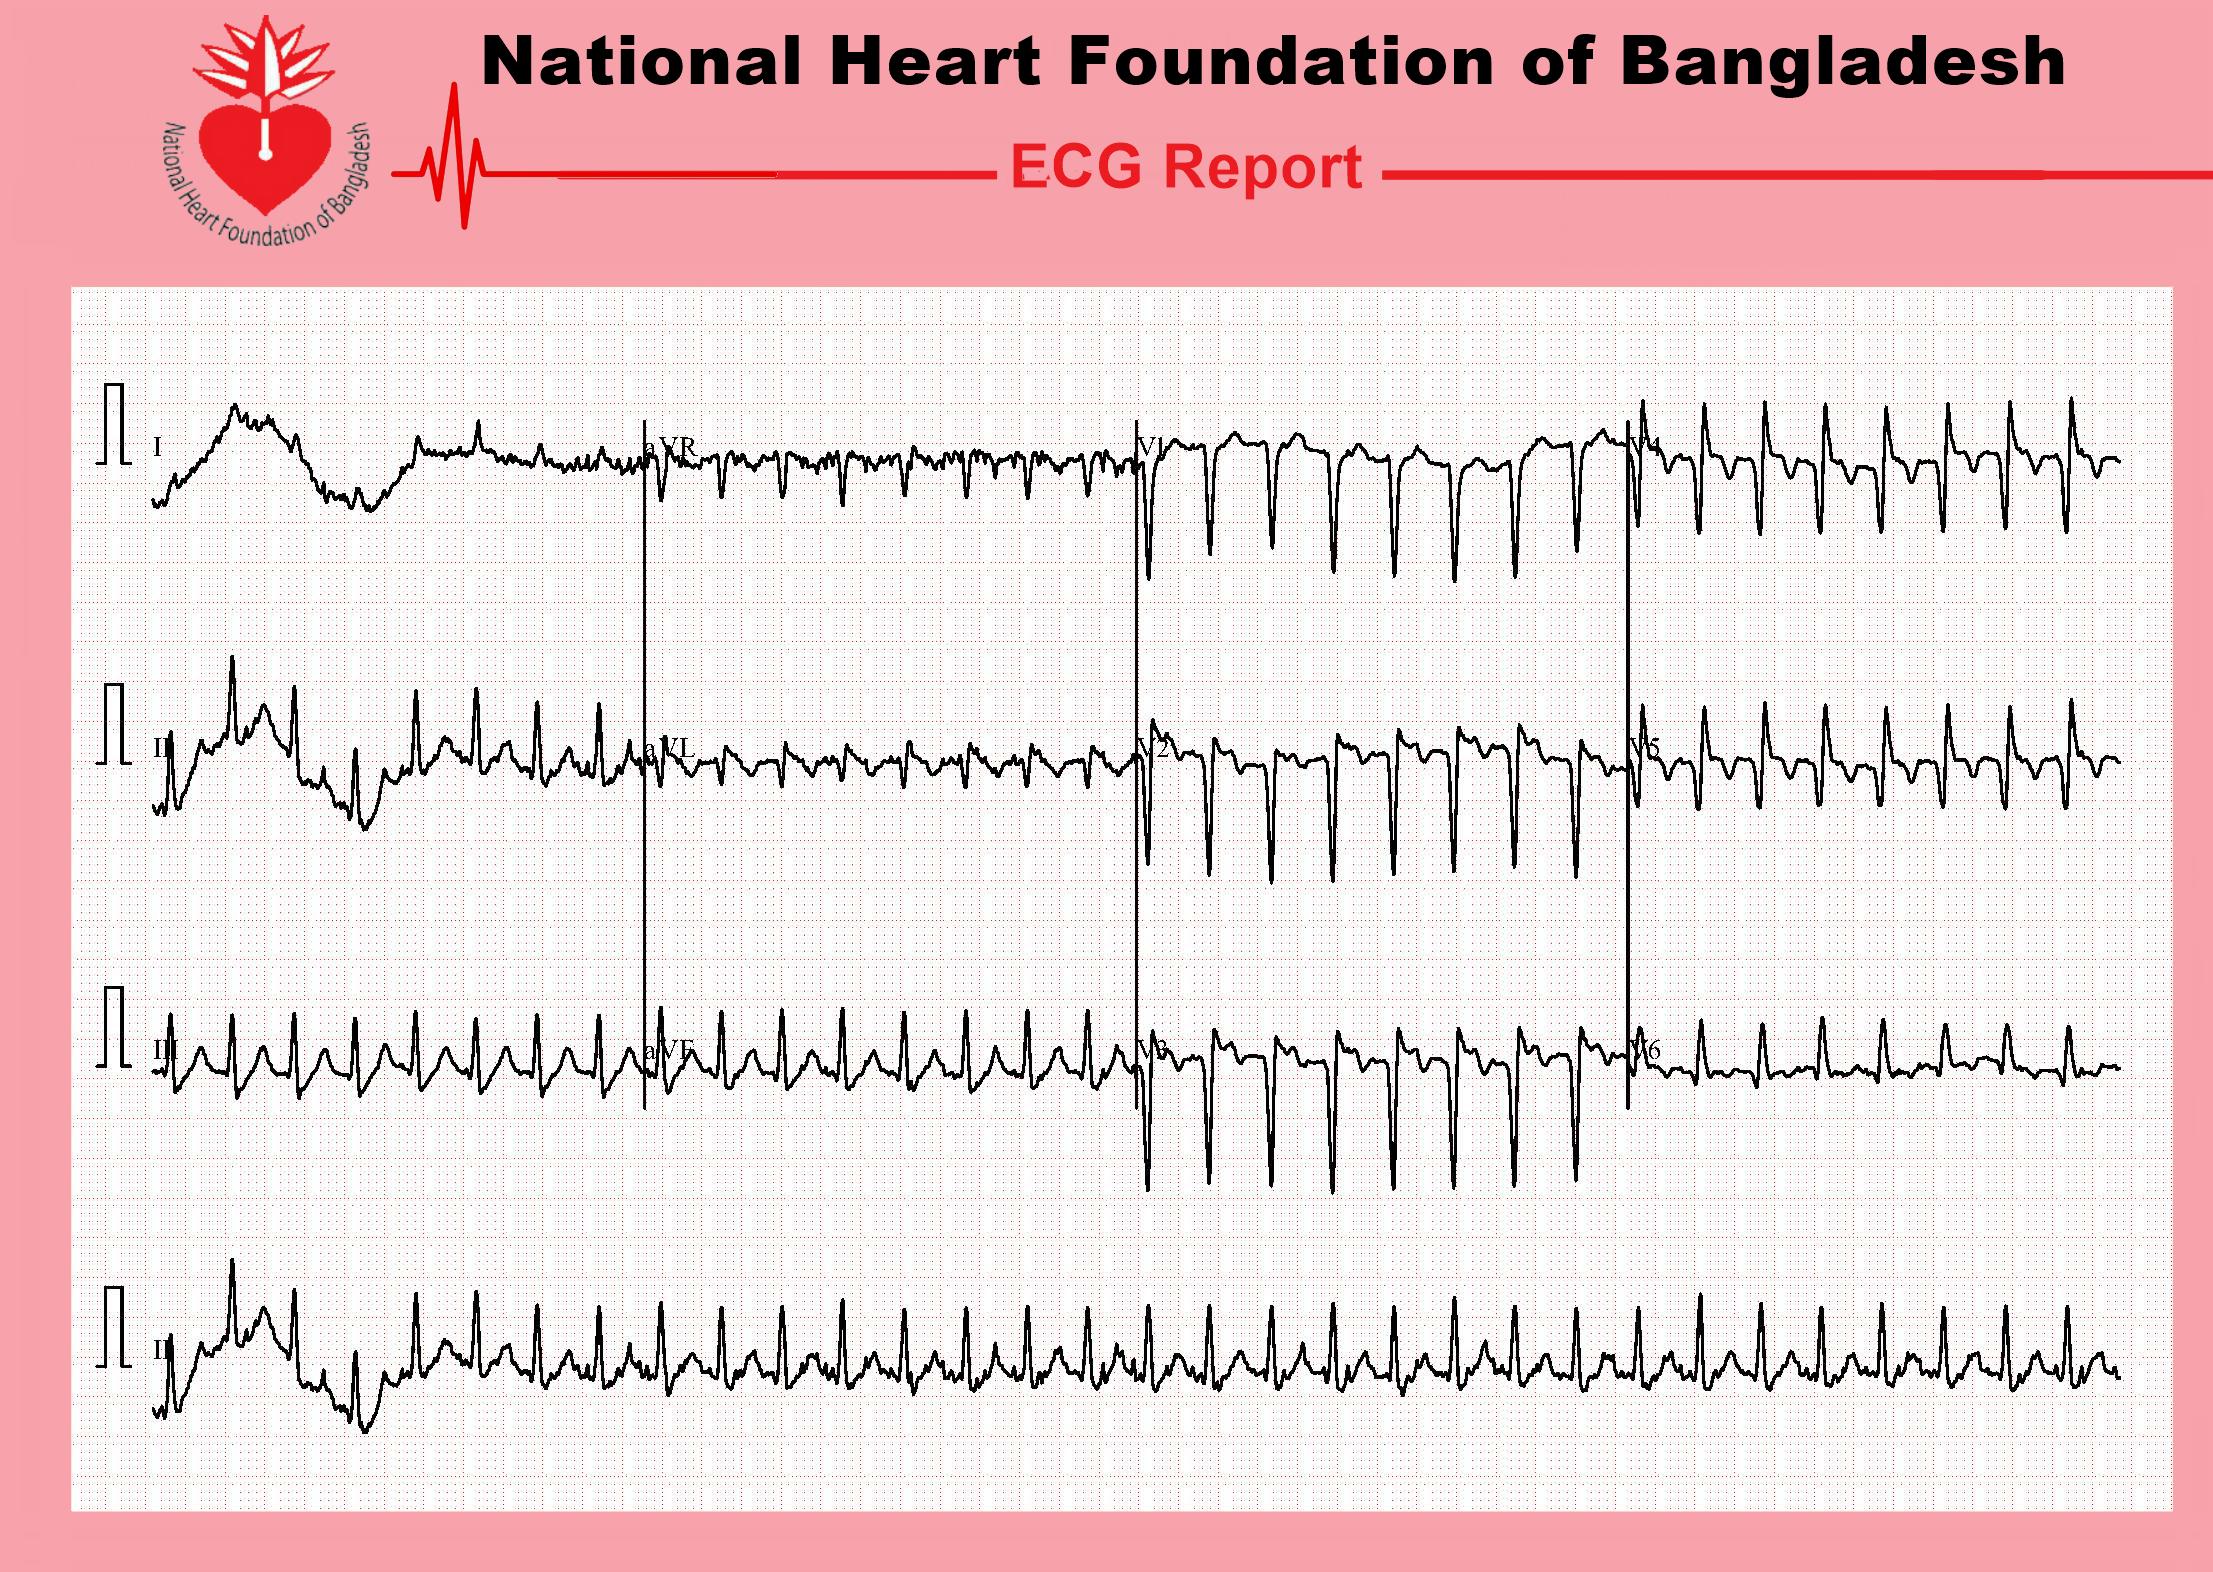 National Heart Foundation of Bangladesh
ECG Report
National Heart Foundation of Bangladesh
I
aVR
V1
V4
II
aVL
V2
V5
III
aVF
V3
V6
II